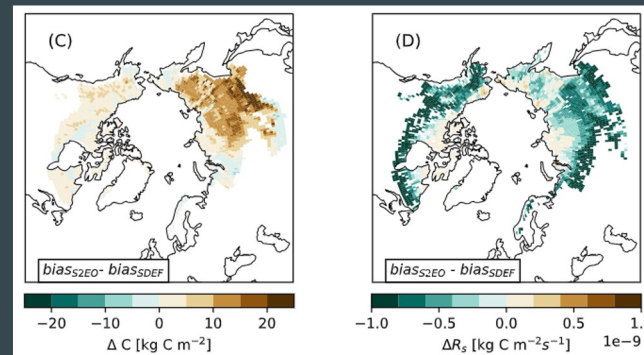 (C) (D)
bias_S2EO - bias_SDEF bias_S2EO - bias_SDEF
−20 −10 0 10 20 −1.0 −0.5 0.0 0.5 1.
1e−9
Δ C [kg C m⁻²] ΔR_s [kg C m⁻²s⁻¹]